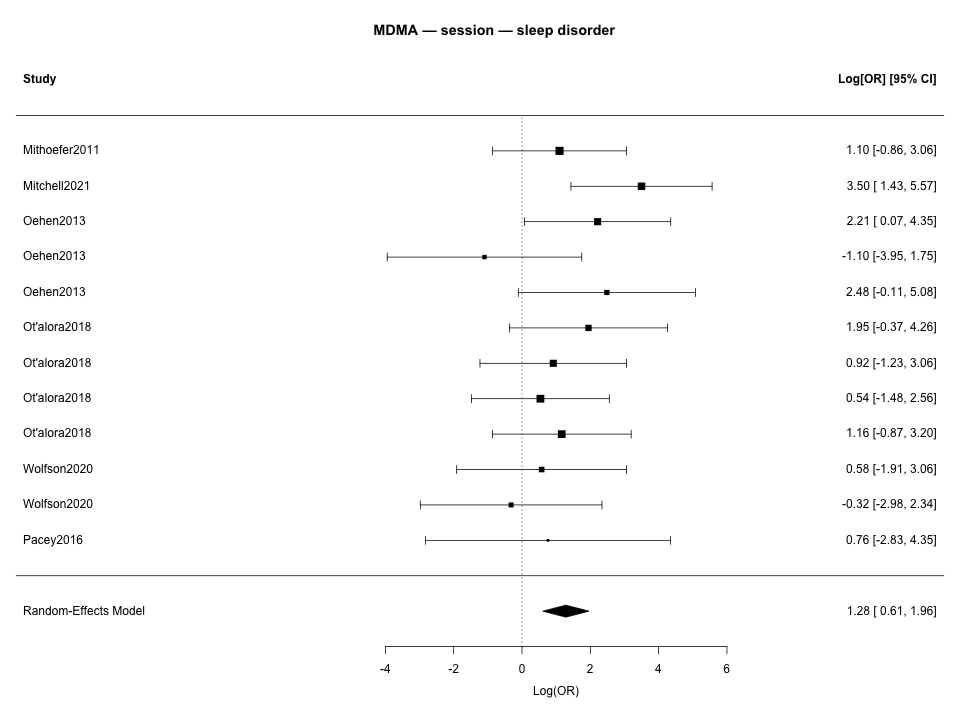 MDMA — session — sleep disorder
Study Log[OR] [95% CI]
Mithoefer2011 1.10 [-0.86, 3.06]
Mitchell2021 3.50 [ 1.43, 5.57]
Oehen2013 2.21 [ 0.07, 4.35]
Oehen2013 -1.10 [-3.95, 1.75]
Oehen2013 2.48 [-0.11, 5.08]
Ot'alora2018 1.95 [-0.37, 4.26]
Ot'alora2018 0.92 [-1.23, 3.06]
Ot'alora2018 0.54 [-1.48, 2.56]
Ot'alora2018 1.16 [-0.87, 3.20]
Wolfson2020 0.58 [-1.91, 3.06]
Wolfson2020 -0.32 [-2.98, 2.34]
Pacey2016 0.76 [-2.83, 4.35]
Random-Effects Model 1.28 [ 0.61, 1.96]
-4 -2 0 2 4 6
Log(OR)